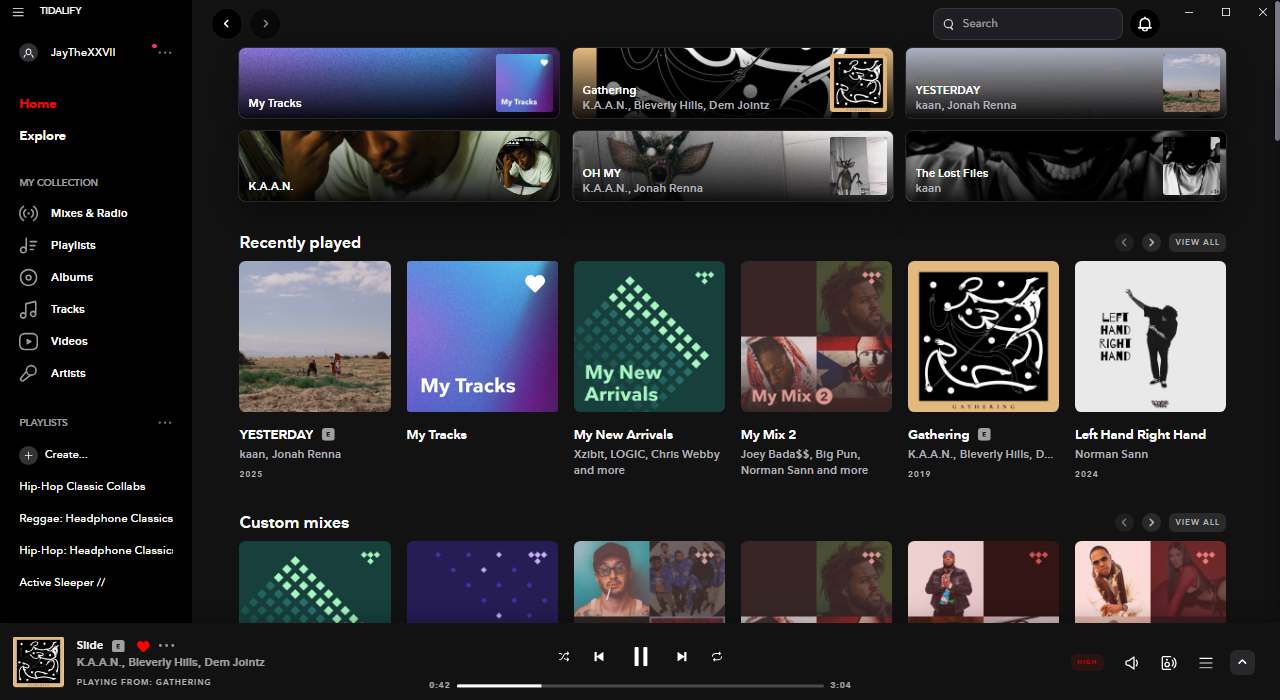 TIDALIFY
JayTheXXVII
Search
Home
Explore
MY COLLECTION
Mixes & Radio
Playlists
Albums
Tracks
Videos
Artists
PLAYLISTS
Create...
Hip-Hop Classic Collabs
Reggae: Headphone Classics
Hip-Hop: Headphone Classic
Active Sleeper //
My Tracks
My Tracks
Gathering
K.A.A.N., Bleverly Hills, Dem Jointz
YESTERDAY
kaan, Jonah Renna
K.A.A.N.
OH MY
K.A.A.N., Jonah Renna
The Lost Files
kaan
Recently played
VIEW ALL
My Tracks
My New
Arrivals
My Mix 2
GATHERING
LEFT
HAND
RIGHT
HAND
YESTERDAY E
kaan, Jonah Renna
2025
My Tracks
My New Arrivals
Xzibit, LOGIC, Chris Webby
and more
My Mix 2
Joey Bada$$, Big Pun,
Norman Sann and more
Gathering E
K.A.A.N., Bleverly Hills, D...
2019
Left Hand Right Hand
Norman Sann
2024
Custom mixes
VIEW ALL
Slide E
K.A.A.N., Bleverly Hills, Dem Jointz
PLAYING FROM: GATHERING
0:42
3:04
HIGH